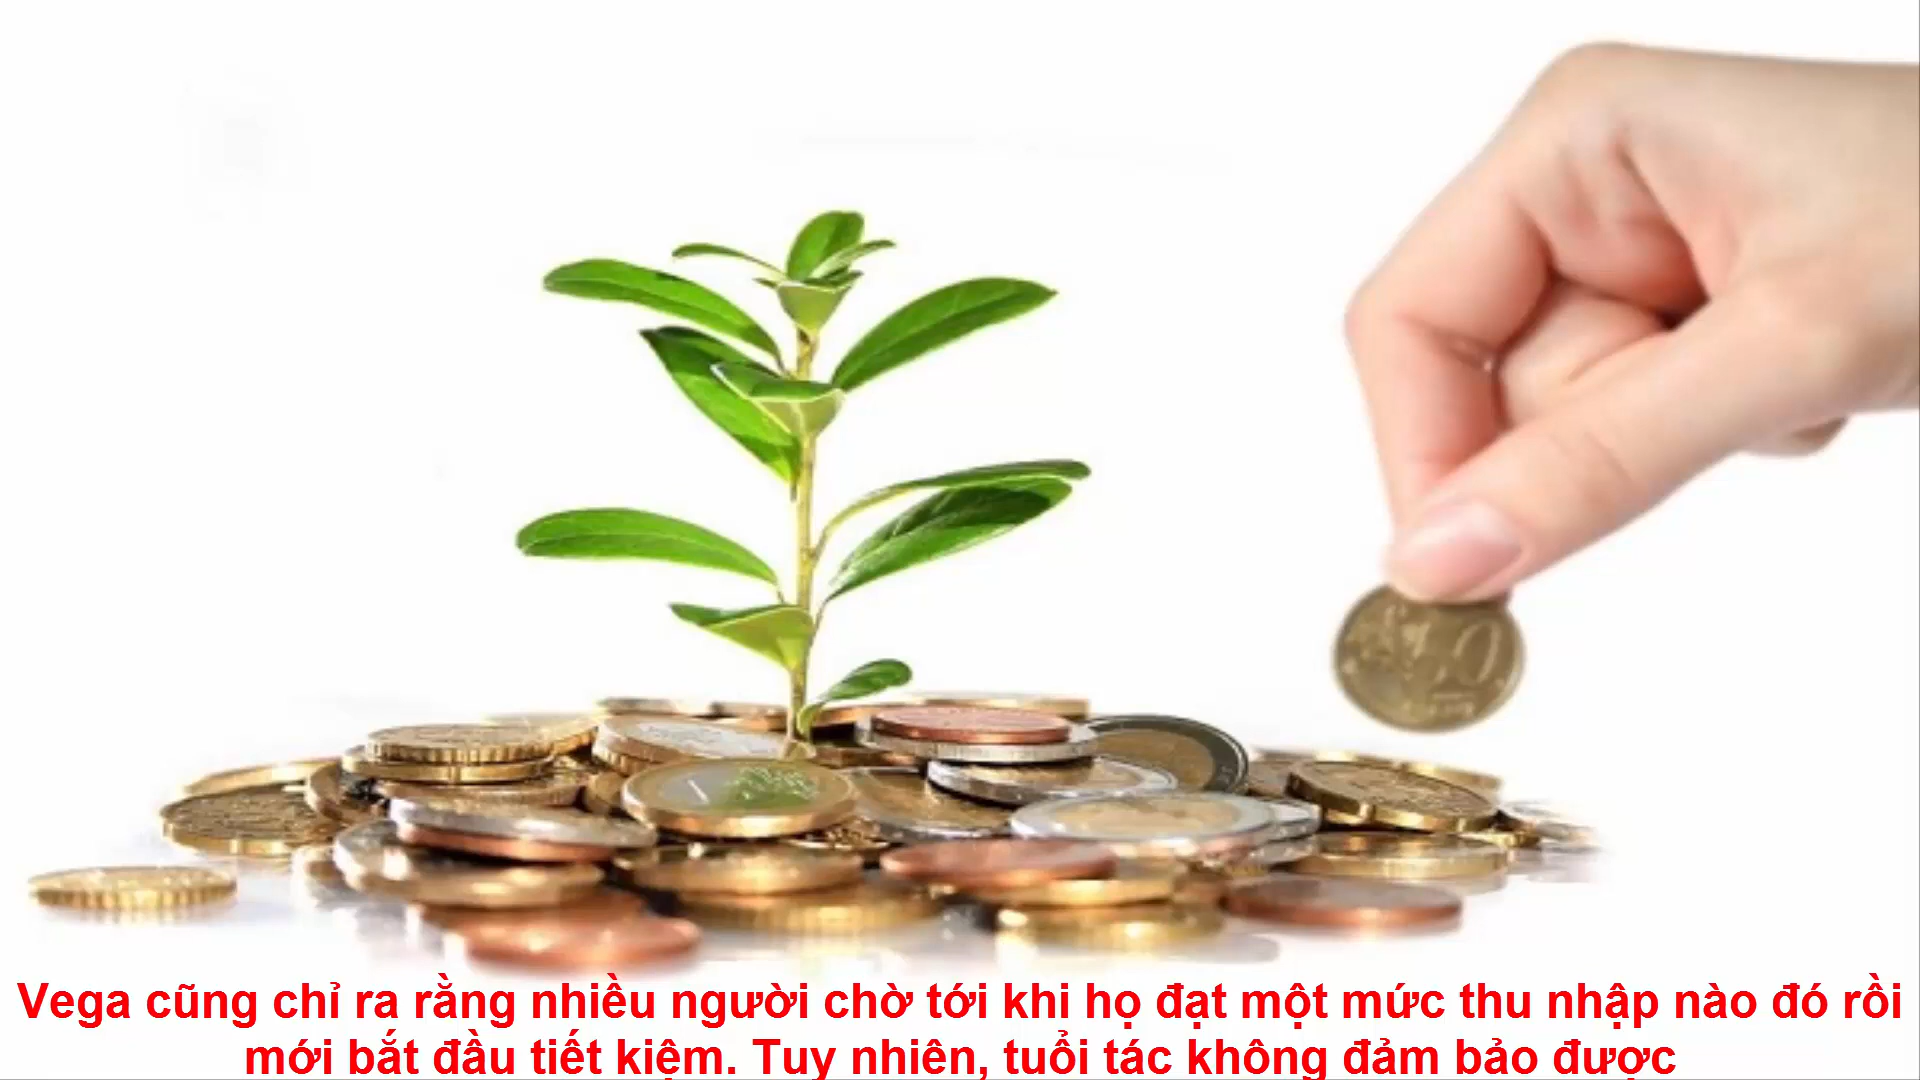 Vega cũng chỉ ra rằng nhiều người chờ tới khi họ đạt một mức thu nhập nào đó rồi
mới bắt đầu tiết kiệm. Tuy nhiên, tuổi tác không đảm bảo được